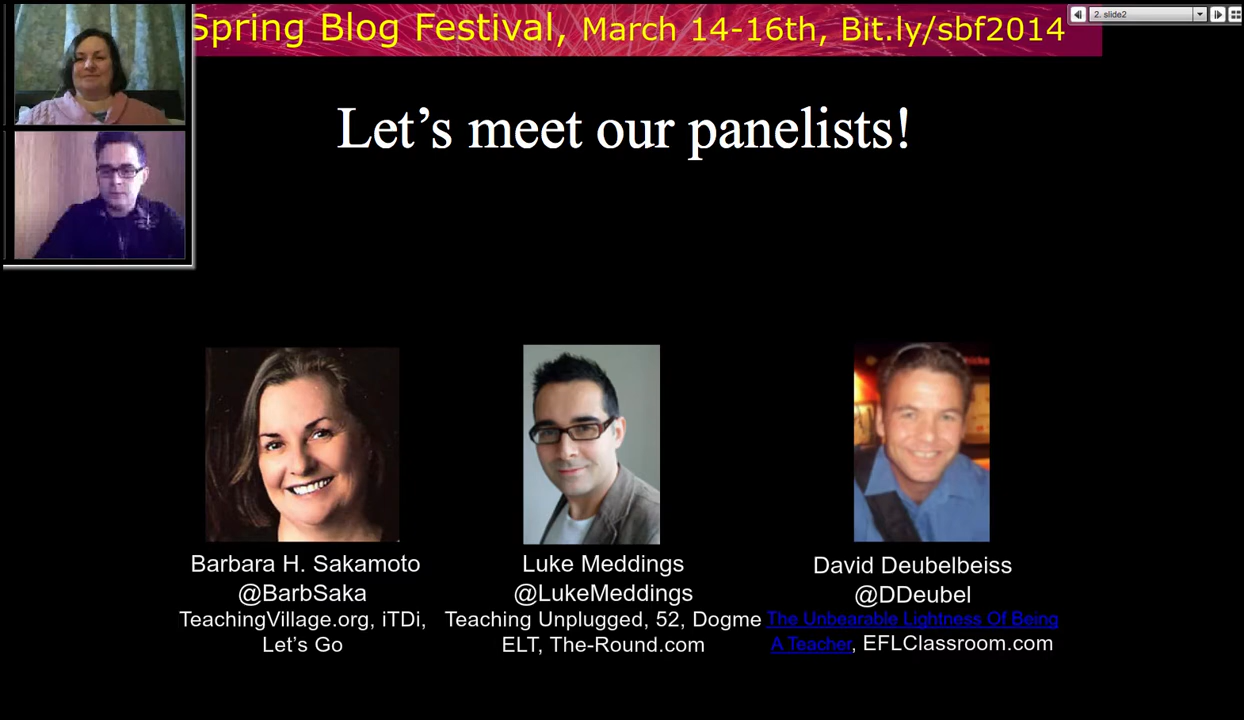 Spring Blog Festival, March 14-16th, Bit.ly/sbf2014
2. slide2
Let’s meet our panelists!
Barbara H. Sakamoto
@BarbSaka
TeachingVillage.org, iTDi,
Let’s Go
Luke Meddings
@LukeMeddings
Teaching Unplugged, 52, Dogme
ELT, The-Round.com
David Deubelbeiss
@DDeubel
The Unbearable Lightness Of Being
A Teacher, EFLClassroom.com